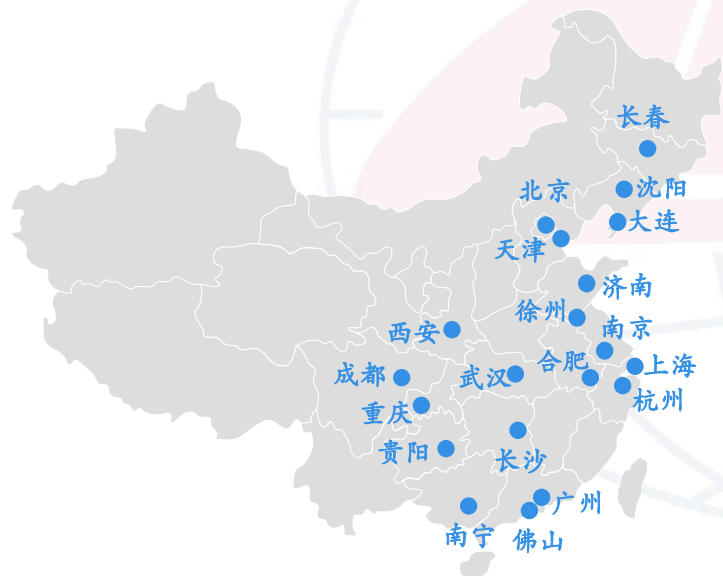 长春
沈阳
北京
大连
天津
济南
徐州
南京
西安
合肥
上海
成都
武汉
杭州
重庆
贵阳
长沙
广州
南宁
佛山